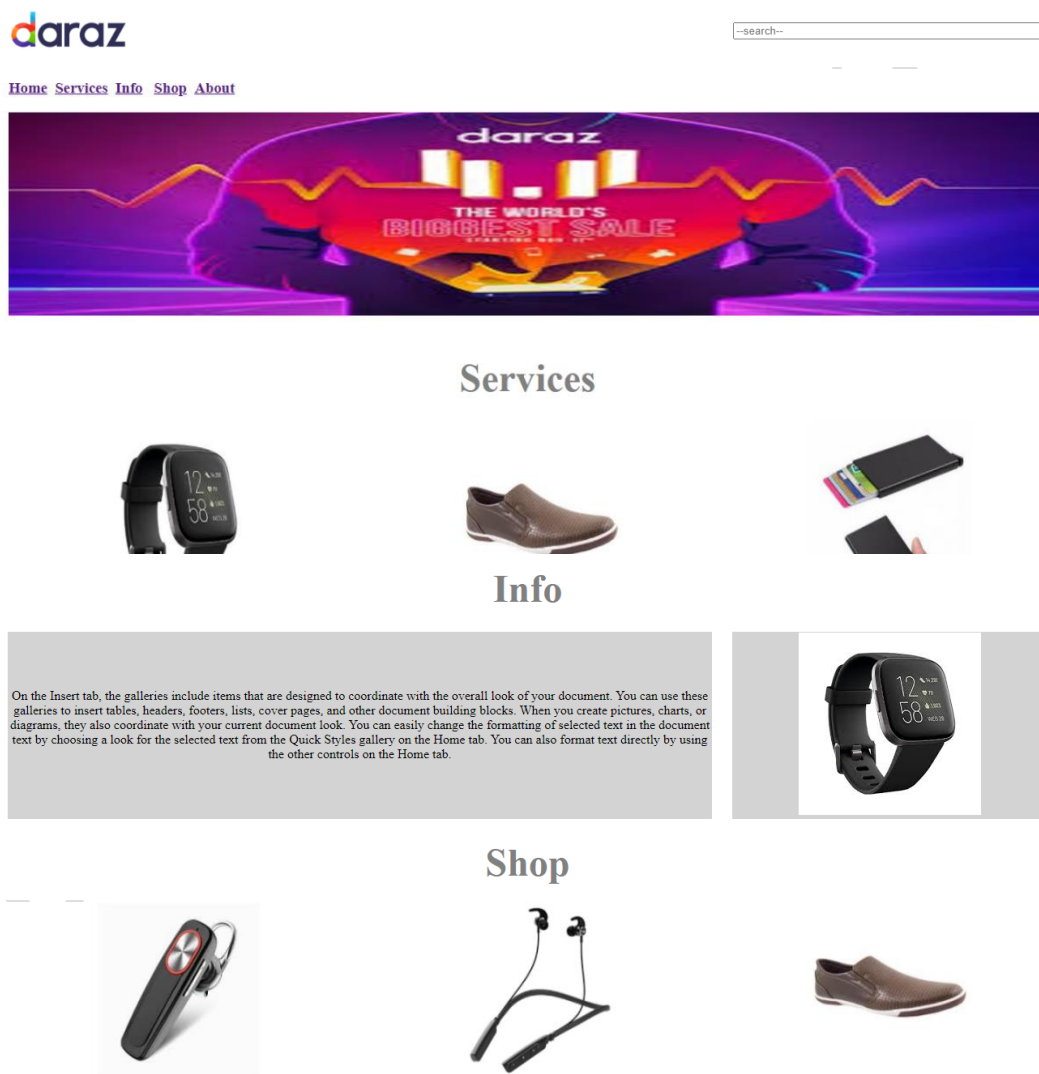 daraz
--search--
Home Services Info Shop About
daraz
THE WORLD'S
BIGGEST SALE
Services
12
58
Info
On the Insert tab, the galleries include items that are designed to coordinate with the overall look of your document. You can use these
galleries to insert tables, headers, footers, lists, cover pages, and other document building blocks. When you create pictures, charts, or
diagrams, they also coordinate with your current document look. You can easily change the formatting of selected text in the document
text by choosing a look for the selected text from the Quick Styles gallery on the Home tab. You can also format text directly by using
the other controls on the Home tab.
12
58
Shop